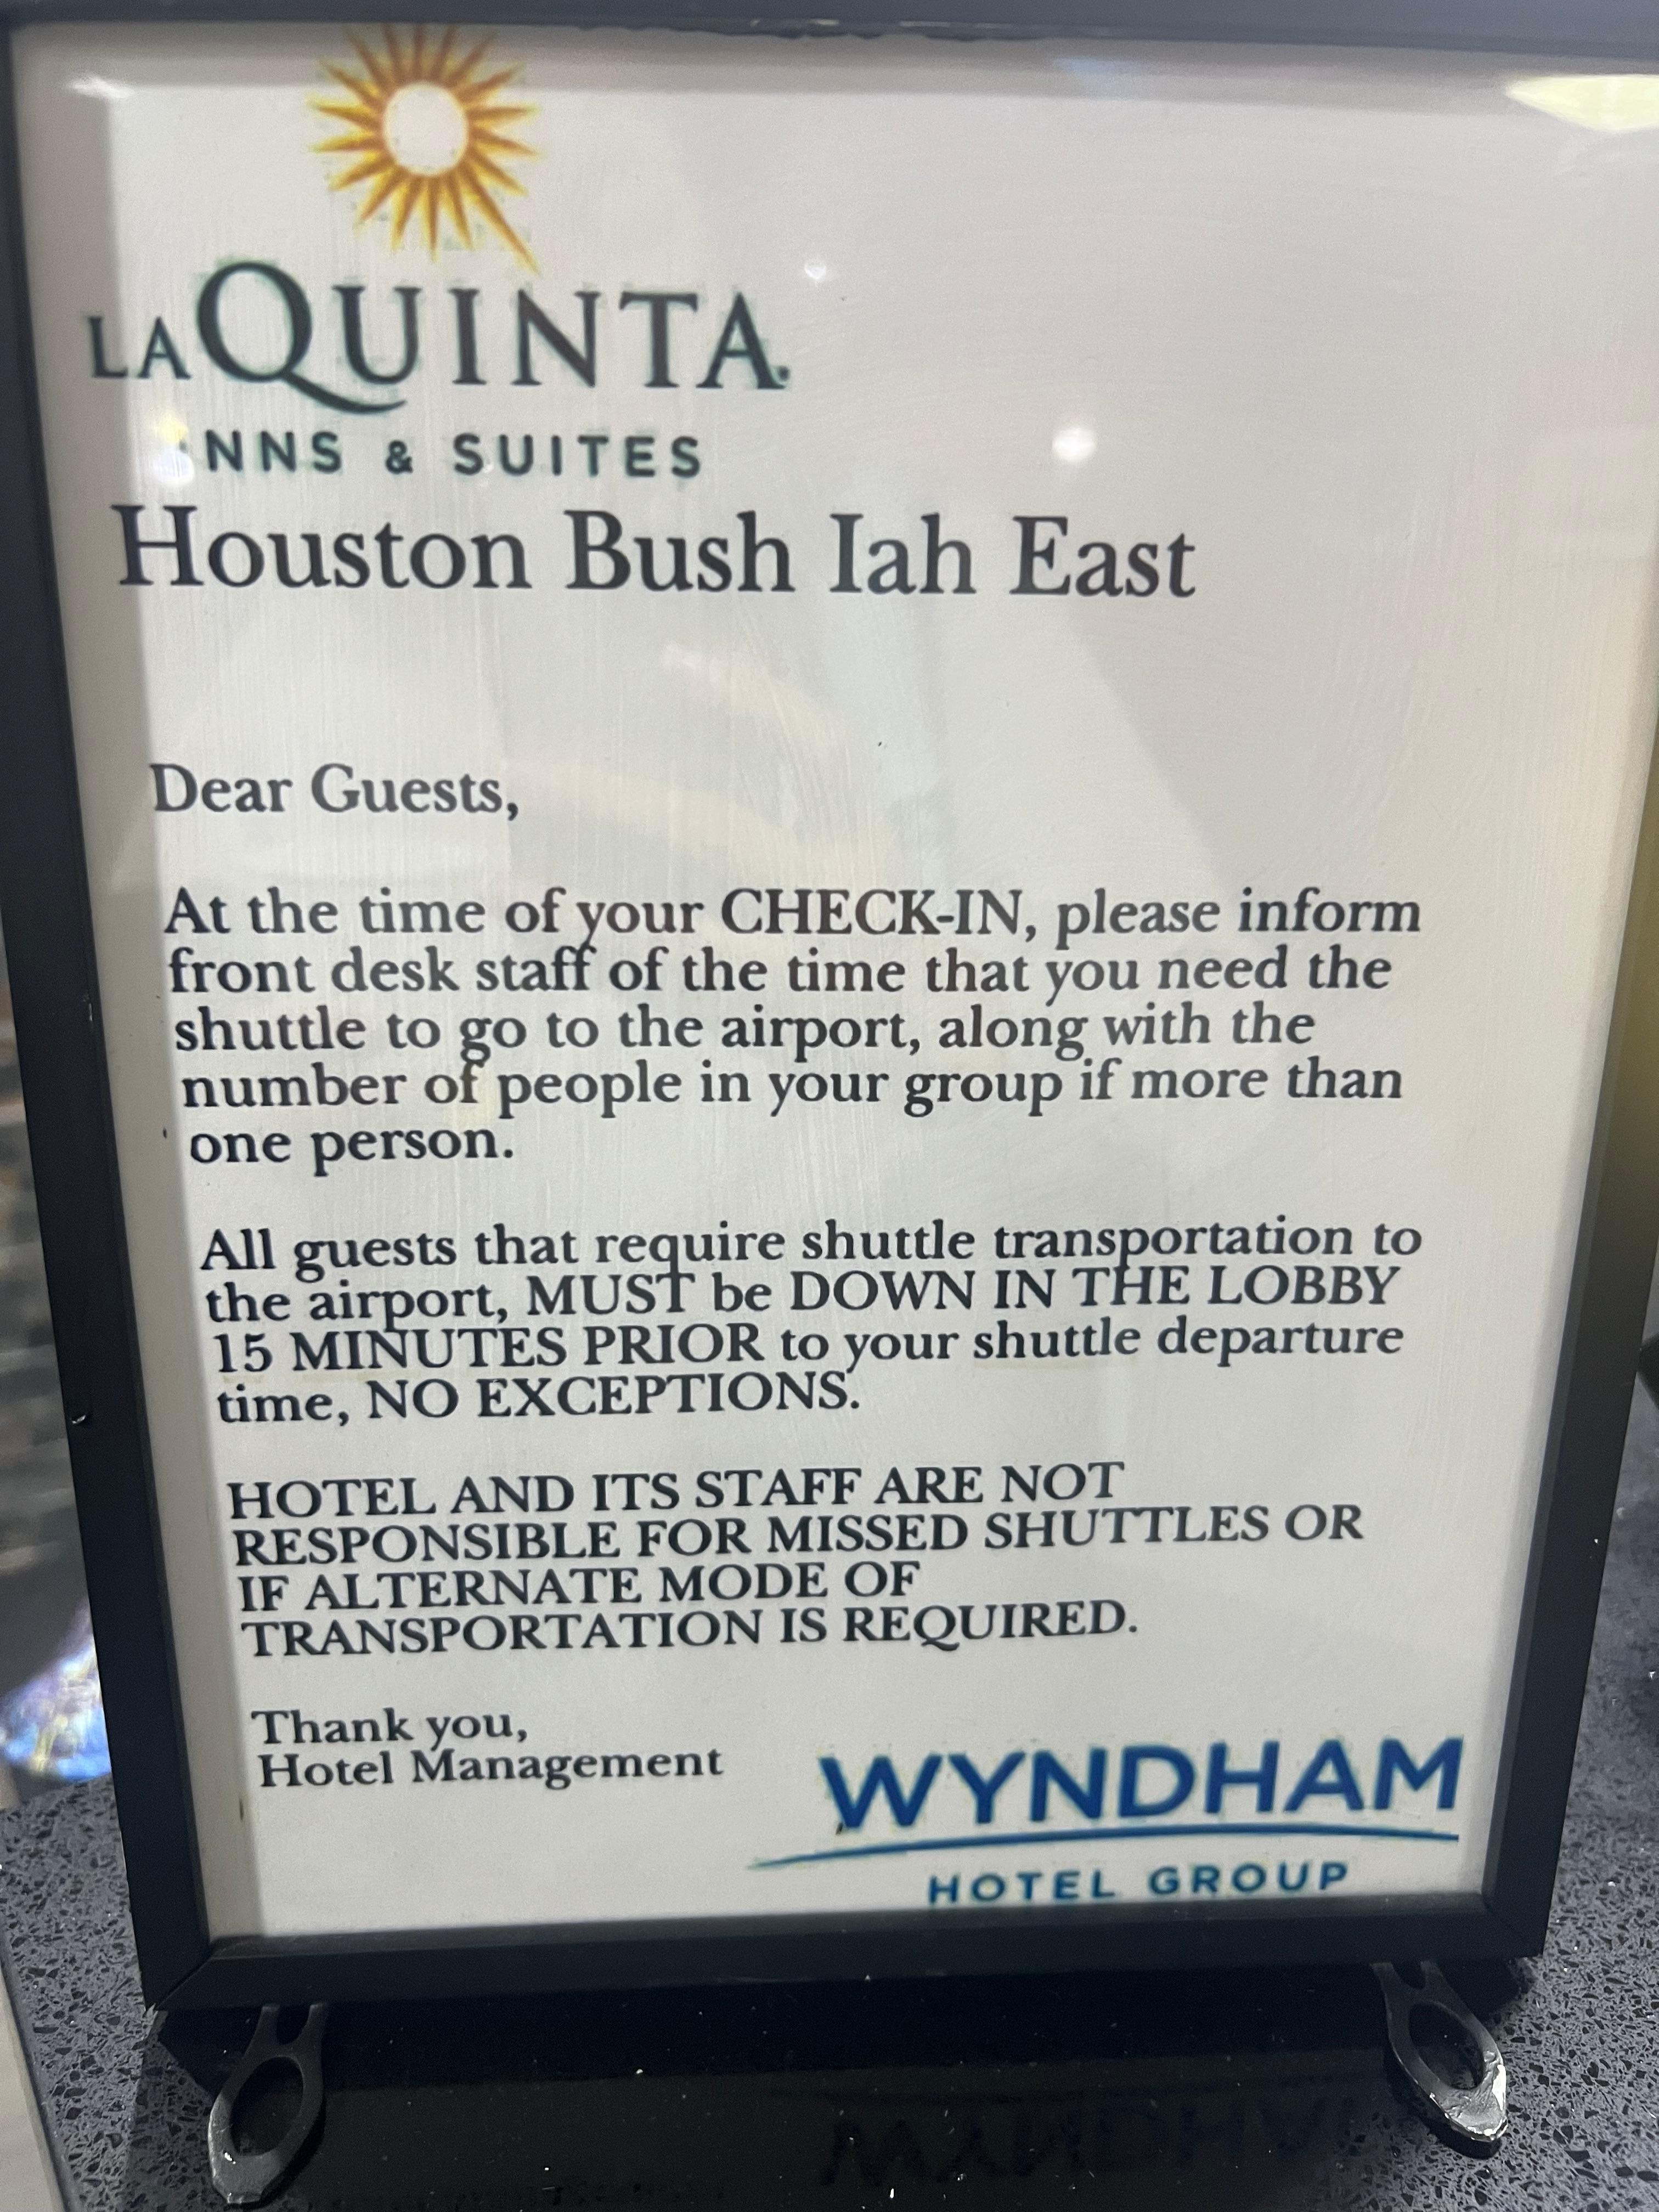 LA QUINTA
NNS & SUITES
Houston Bush Iah East
Dear Guests,
At the time of your CHECK-IN, please inform
front desk staff of the time that you need the
shuttle to go to the airport, along with the
number of people in your group if more than
one person.
All guests that require shuttle transportation to
the airport, MUST be DOWN IN THE LOBBY
15 MINUTES PRIOR to your shuttle departure
time, NO EXCEPTIONS.
HOTEL AND ITS STAFF ARE NOT
RESPONSIBLE FOR MISSED SHUTTLES OR
IF ALTERNATE MODE OF
TRANSPORTATION IS REQUIRED.
Thank you,
Hotel Management
WYNDHAM
HOTEL GROUP